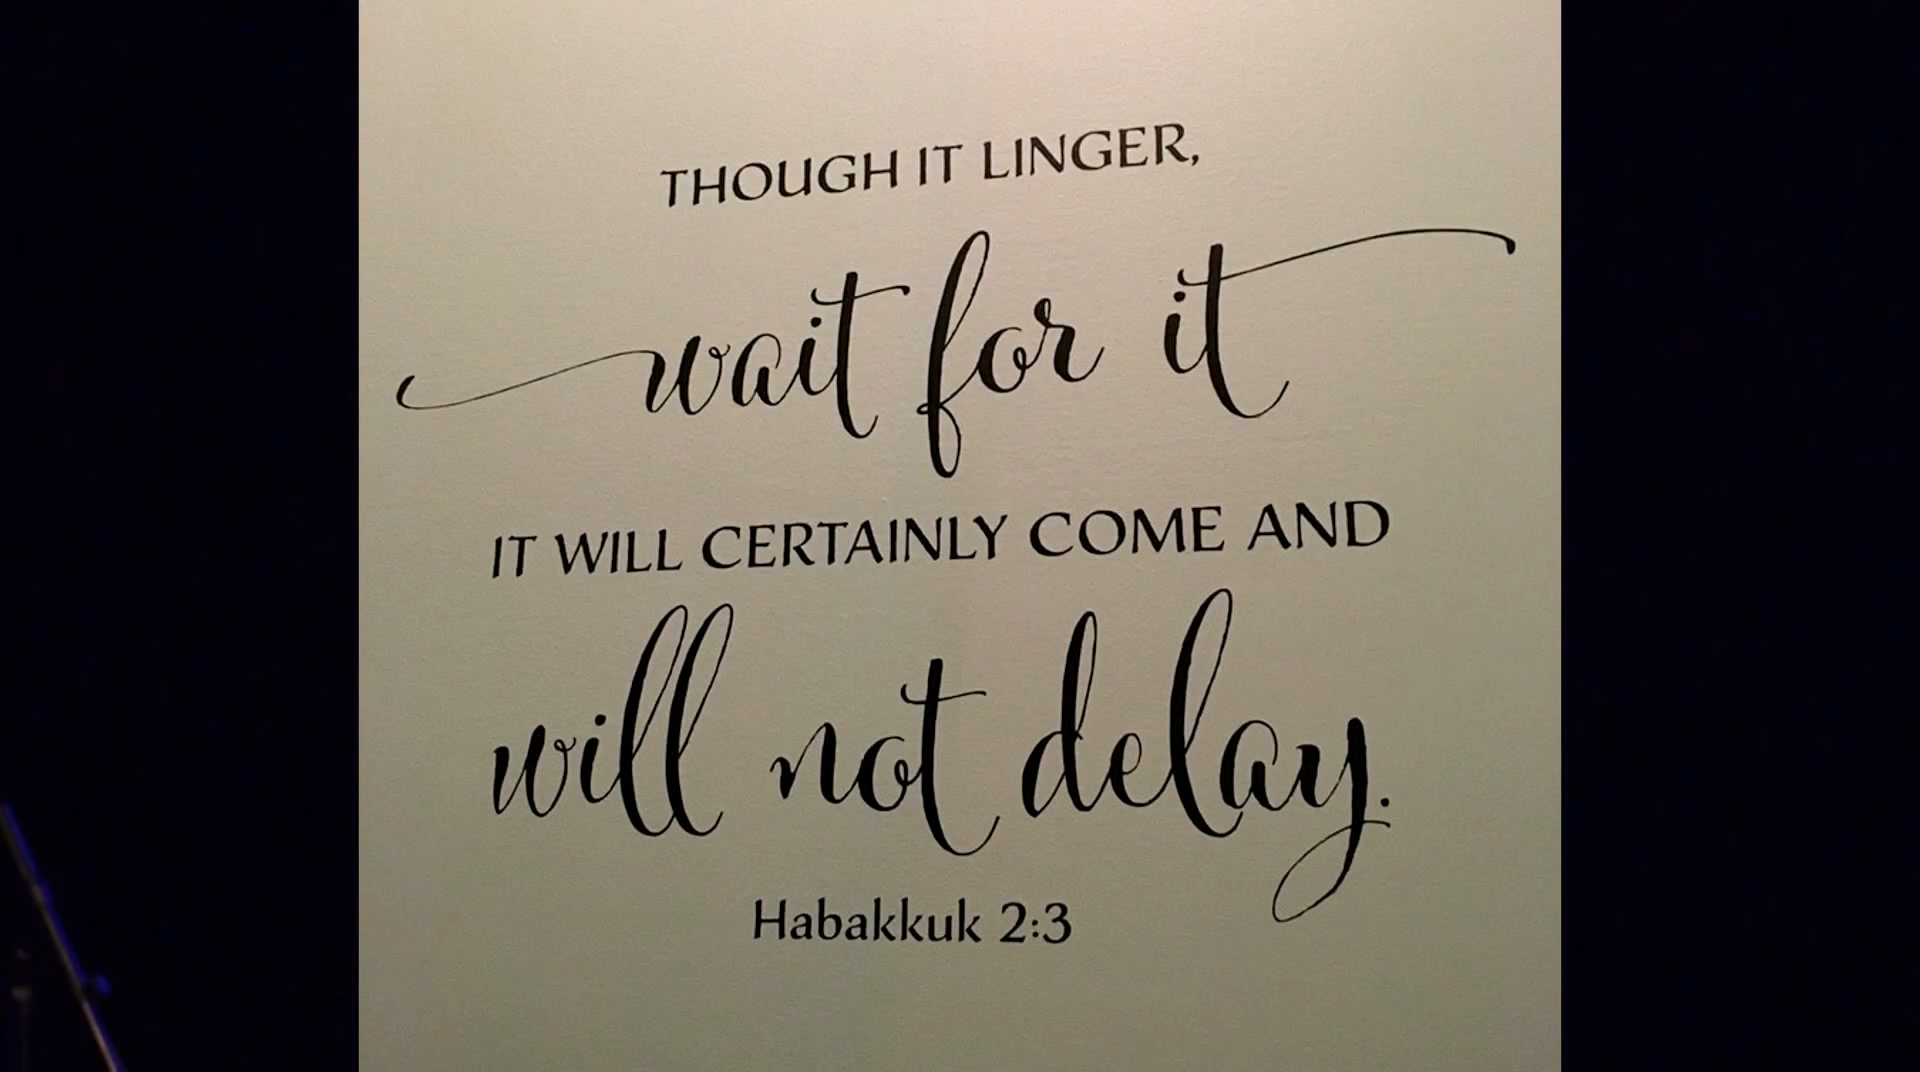 THOUGH IT LINGER,
wait for it
IT WILL CERTAINLY COME AND
will not delay.
Habakkuk 2:3